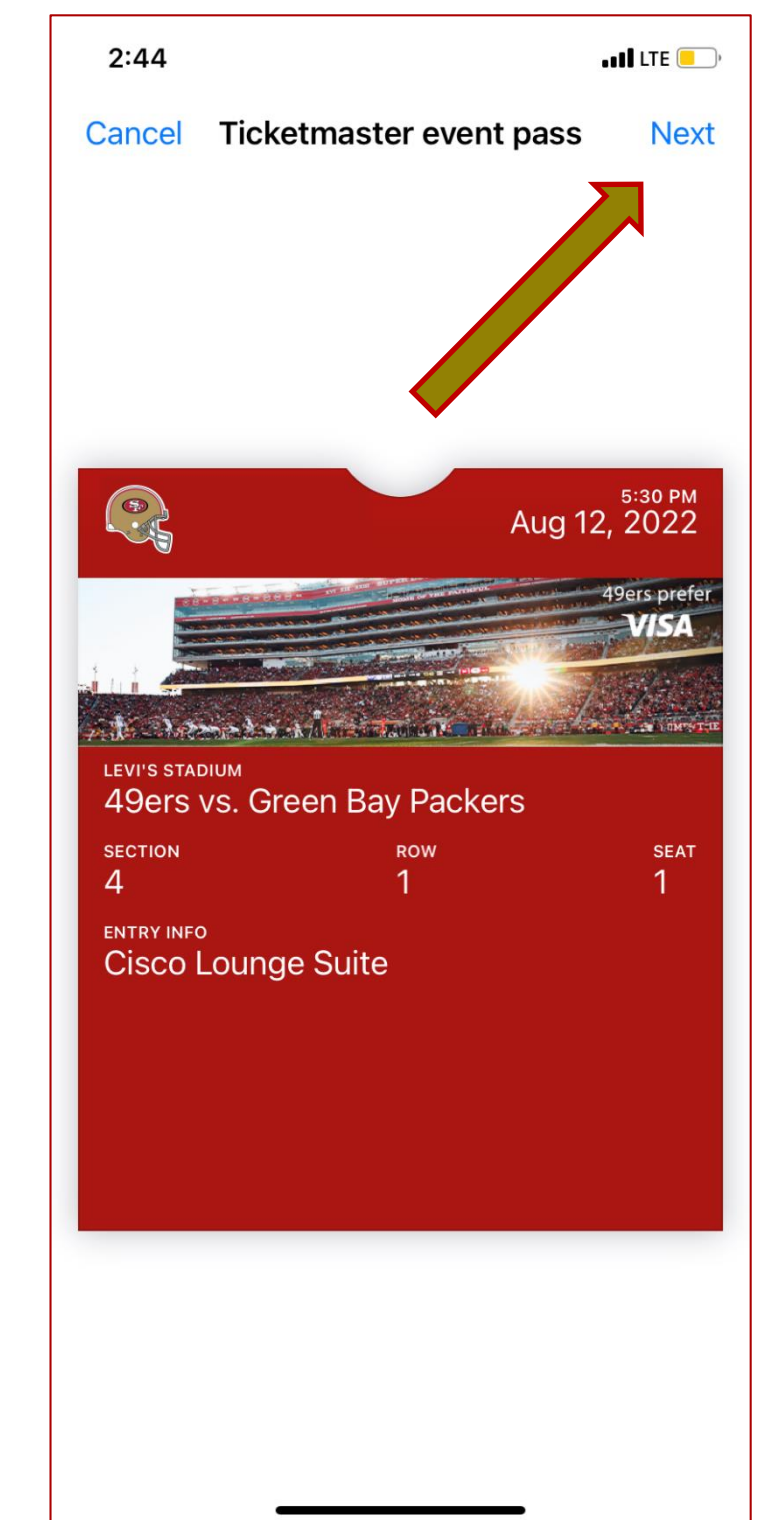 2:44 LTE
Cancel Ticketmaster event pass Next
5:30 PM
Aug 12, 2022
49ers prefer
VISA
LEVI'S STADIUM
49ers vs. Green Bay Packers
SECTION ROW SEAT
4 1 1
ENTRY INFO
Cisco Lounge Suite